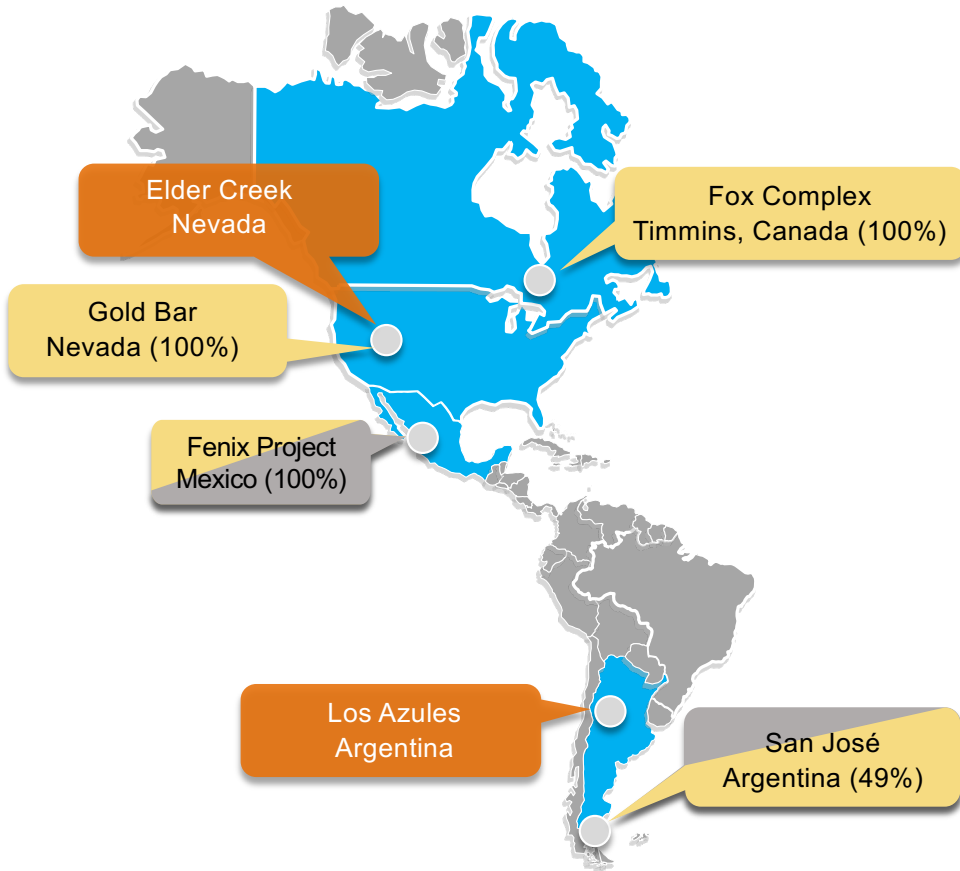 Elder Creek
Nevada
Fox Complex
Timmins, Canada (100%)
Gold Bar
Nevada (100%)
Fenix Project
Mexico (100%)
Los Azules
Argentina
San José
Argentina (49%)